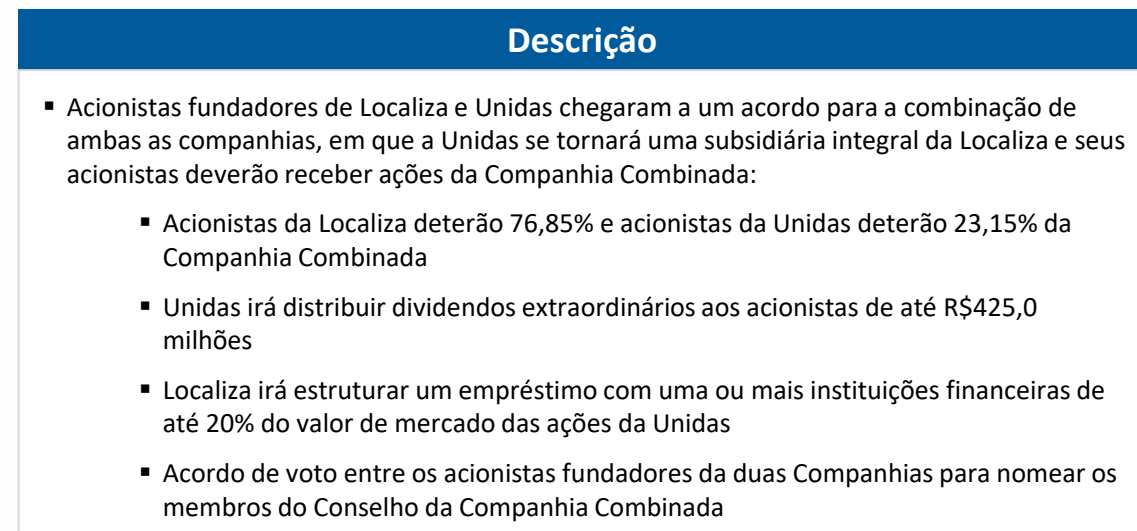 Descrição
▪ Acionistas fundadores de Localiza e Unidas chegaram a um acordo para a combinação de
ambas as companhias, em que a Unidas se tornará uma subsidiária integral da Localiza e seus
acionistas deverão receber ações da Companhia Combinada:
▪ Acionistas da Localiza deterão 76,85% e acionistas da Unidas deterão 23,15% da
Companhia Combinada
▪ Unidas irá distribuir dividendos extraordinários aos acionistas de até R$425,0
milhões
▪ Localiza irá estruturar um empréstimo com uma ou mais instituições financeiras de
até 20% do valor de mercado das ações da Unidas
▪ Acordo de voto entre os acionistas fundadores da duas Companhias para nomear os
membros do Conselho da Companhia Combinada